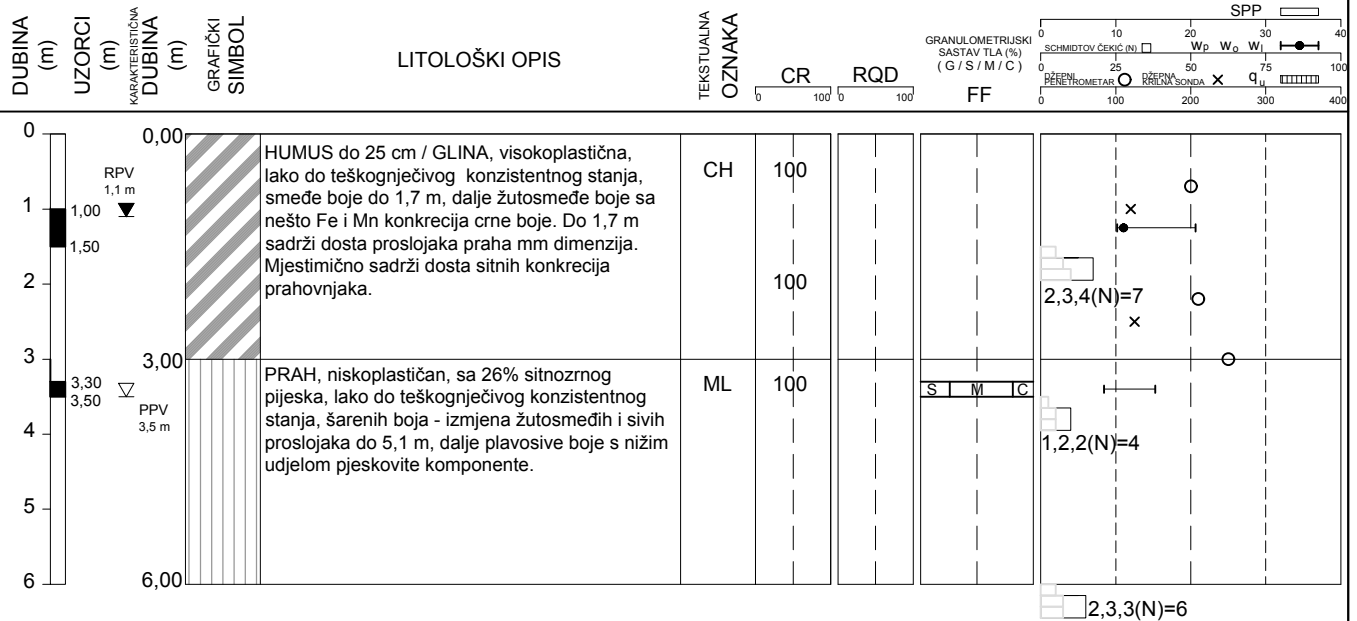 DUBINA
(m)
UZORCI
(m)
KARAKTERISTIČNA
DUBINA
(m)
GRAFIČKI
SIMBOL
LITOLOŠKI OPIS
TEKSTUALNA
OZNAKA
CR
0 100
RQD
0 100
GRANULOMETRIJSKI
SASTAV TLA (%)
( G / S / M / C )
FF
SPP
0 10 20 30 40
SCHMIDTOV ČEKIĆ (N) Wp Wo Wl
0 25 50 75 100
DŽEPNI
PENETROMETAR
DŽEPNA
KRILNA SONDA
qu
0 100 200 300 400
0
0,00
HUMUS do 25 cm / GLINA, visokoplastična,
lako do teškognječivog konzistentnog stanja,
smeđe boje do 1,7 m, dalje žutosmeđe boje sa
nešto Fe i Mn konkrecija crne boje. Do 1,7 m
sadrži dosta proslojaka praha mm dimenzija.
Mjestimično sadrži dosta sitnih konkrecija
prahovnjaka.
CH
100
RPV
1,1 m
1
1,00
1,50
100
2
2,3,4(N)=7
3
3,00
PRAH, niskoplastičan, sa 26% sitnozrnog
pijeska, lako do teškognječivog konzistentnog
stanja, šarenih boja - izmjena žutosmeđih i sivih
proslojaka do 5,1 m, dalje plavosive boje s nižim
udjelom pjeskovite komponente.
ML
100
3,30
3,50
PPV
3,5 m
S M C
4
1,2,2(N)=4
5
6
6,00
2,3,3(N)=6